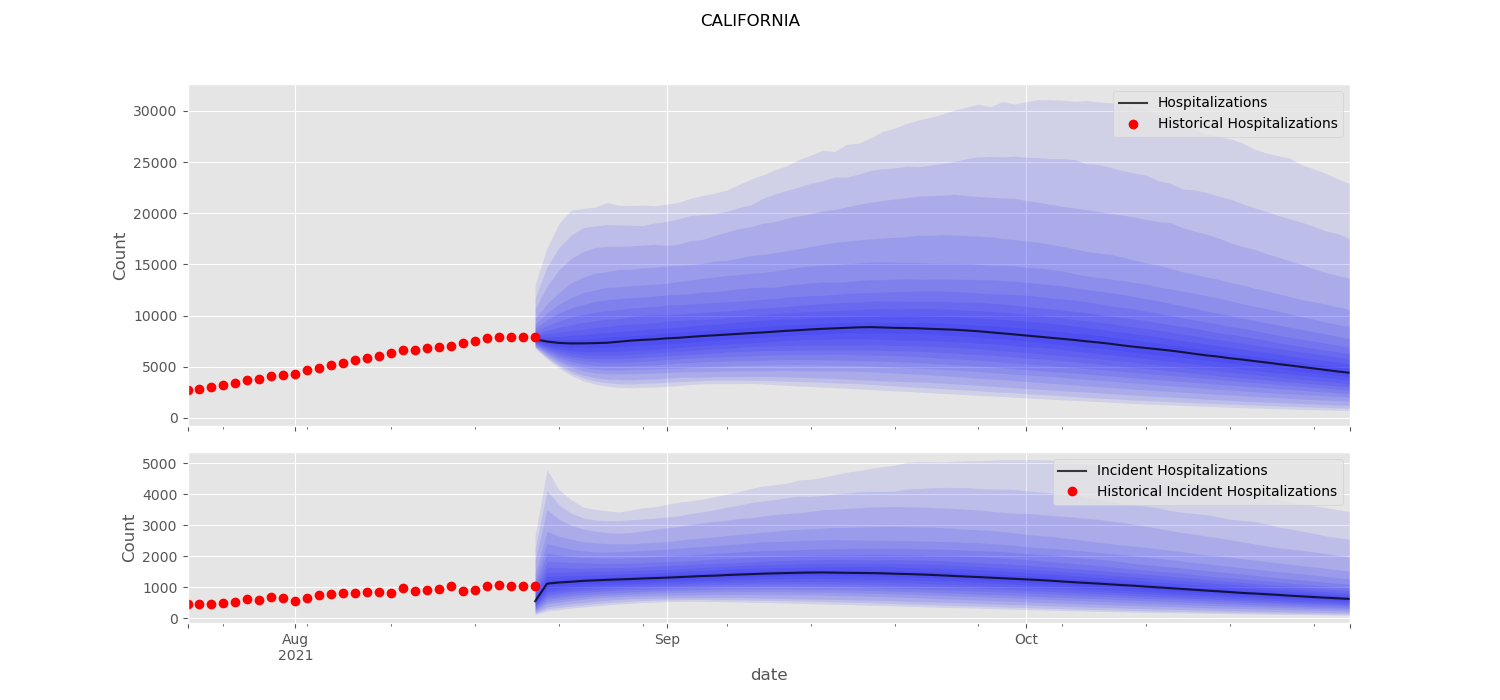 CALIFORNIA
30000
25000
20000
15000
10000
5000
0
Count
Hospitalizations
Historical Hospitalizations
5000
4000
3000
2000
1000
0
Count
Incident Hospitalizations
Historical Incident Hospitalizations
Aug
2021
Sep
Oct
date